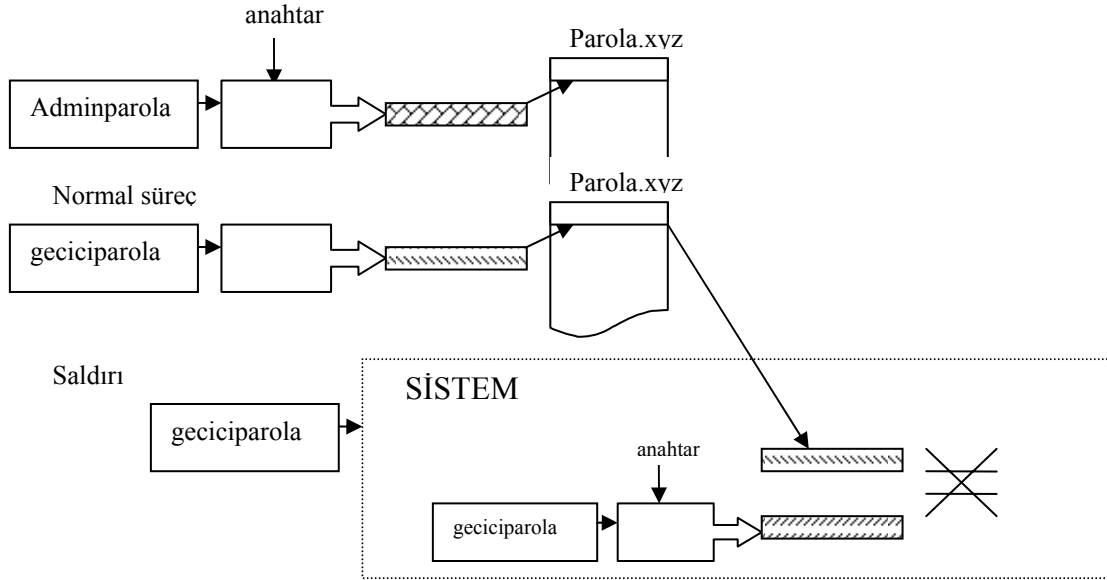 anahtar
Parola.xyz
Adminparola
Normal süreç
Parola.xyz
geciciparola
Saldırı
SİSTEM
geciciparola
anahtar
geciciparola